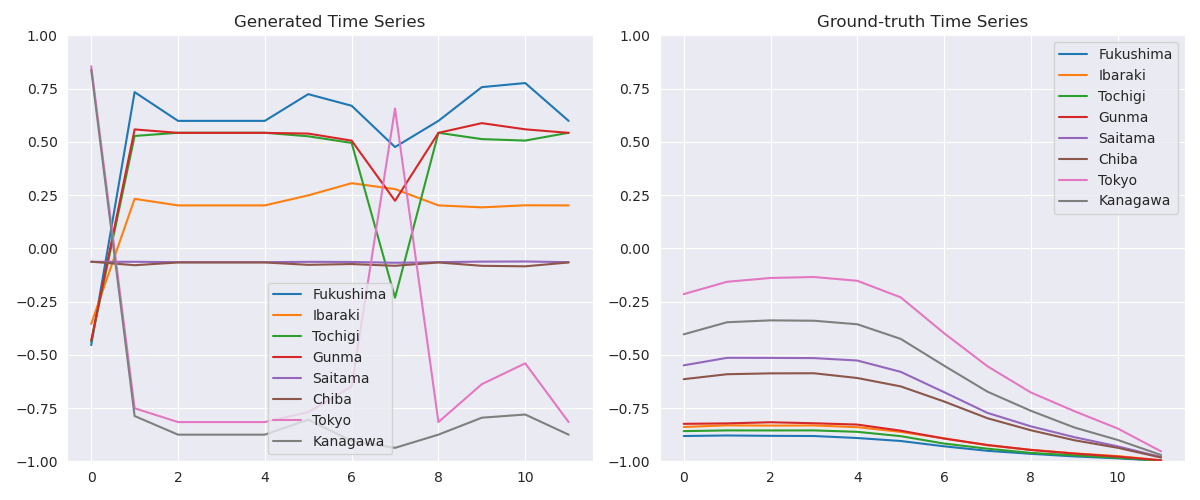 Generated Time Series
1.00
0.75
0.50
0.25
0.00
−0.25
−0.50
−0.75
−1.00
0
2
4
6
8
10
Fukushima
Ibaraki
Tochigi
Gunma
Saitama
Chiba
Tokyo
Kanagawa
Ground-truth Time Series
1.00
0.75
0.50
0.25
0.00
−0.25
−0.50
−0.75
−1.00
0
2
4
6
8
10
Fukushima
Ibaraki
Tochigi
Gunma
Saitama
Chiba
Tokyo
Kanagawa